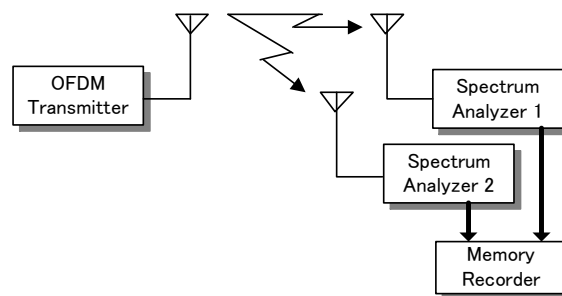 OFDM
Transmitter
Spectrum
Analyzer 1
Spectrum
Analyzer 2
Memory
Recorder